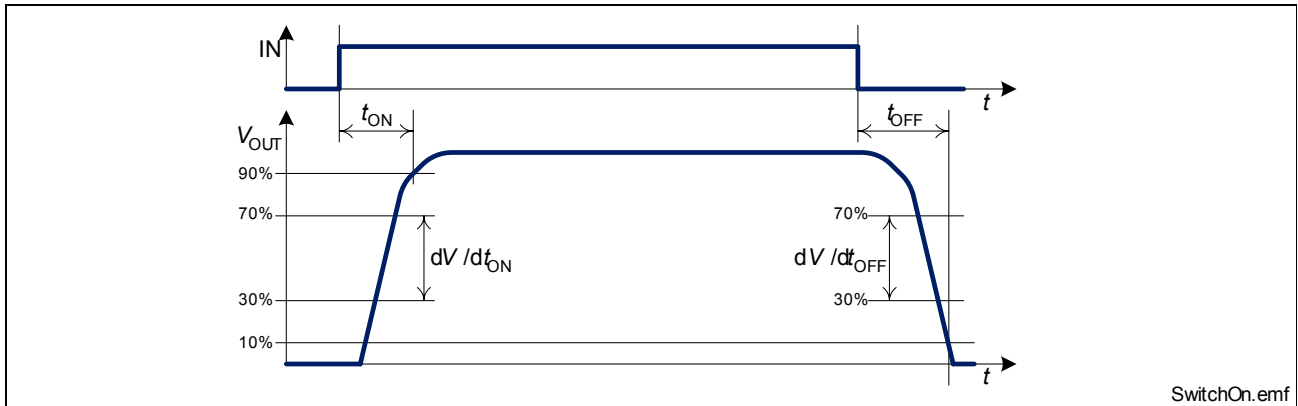 IN
t
tON
tOFF
VOUT
90%
70%
70%
dV /dtON
dV /dtOFF
30%
30%
10%
t
SwitchOn.emf